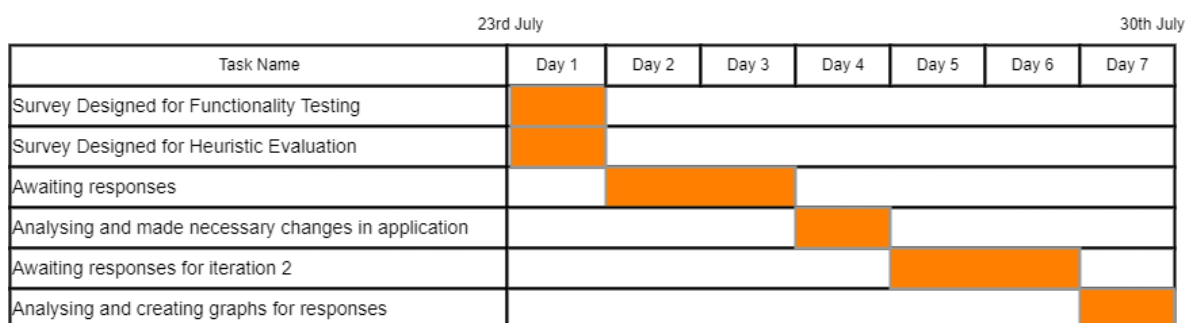 23rd July 30th July
Task Name Day 1 Day 2 Day 3 Day 4 Day 5 Day 6 Day 7
Survey Designed for Functionality Testing
Survey Designed for Heuristic Evaluation
Awaiting responses
Analysing and made necessary changes in application
Awaiting responses for iteration 2
Analysing and creating graphs for responses